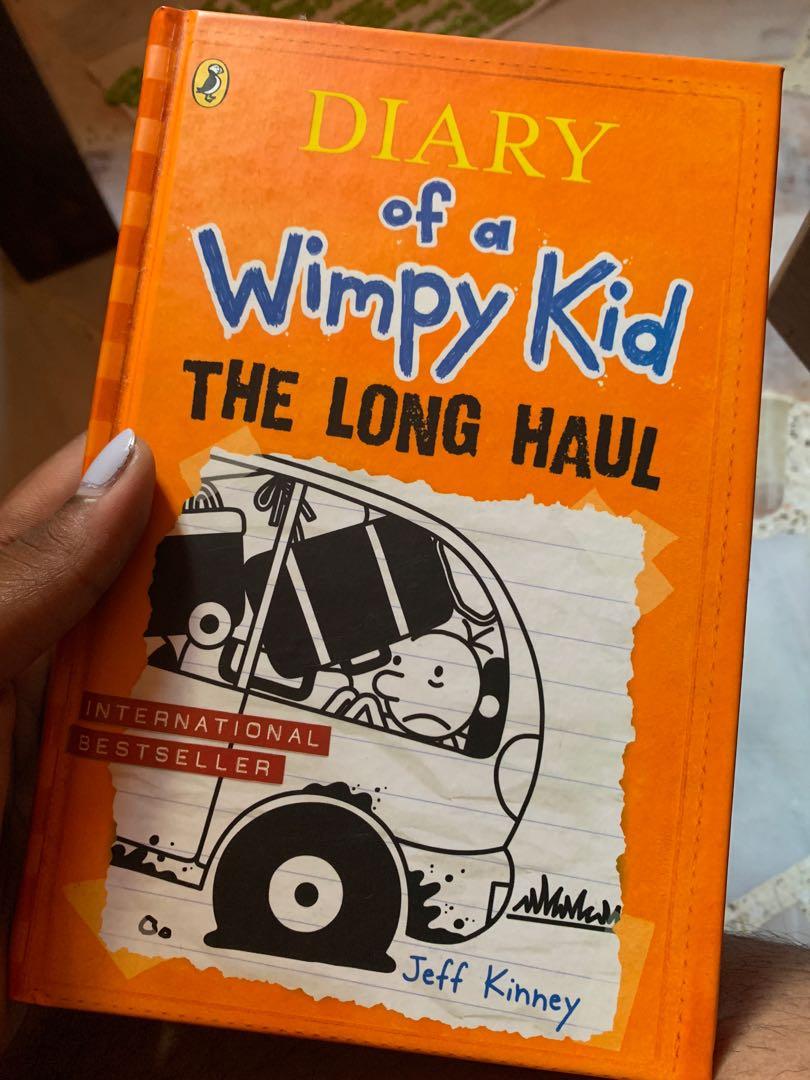 DIARY
of a
Wimpy Kid
THE LONG HAUL
INTERNATIONAL
BESTSELLER
Jeff Kinney